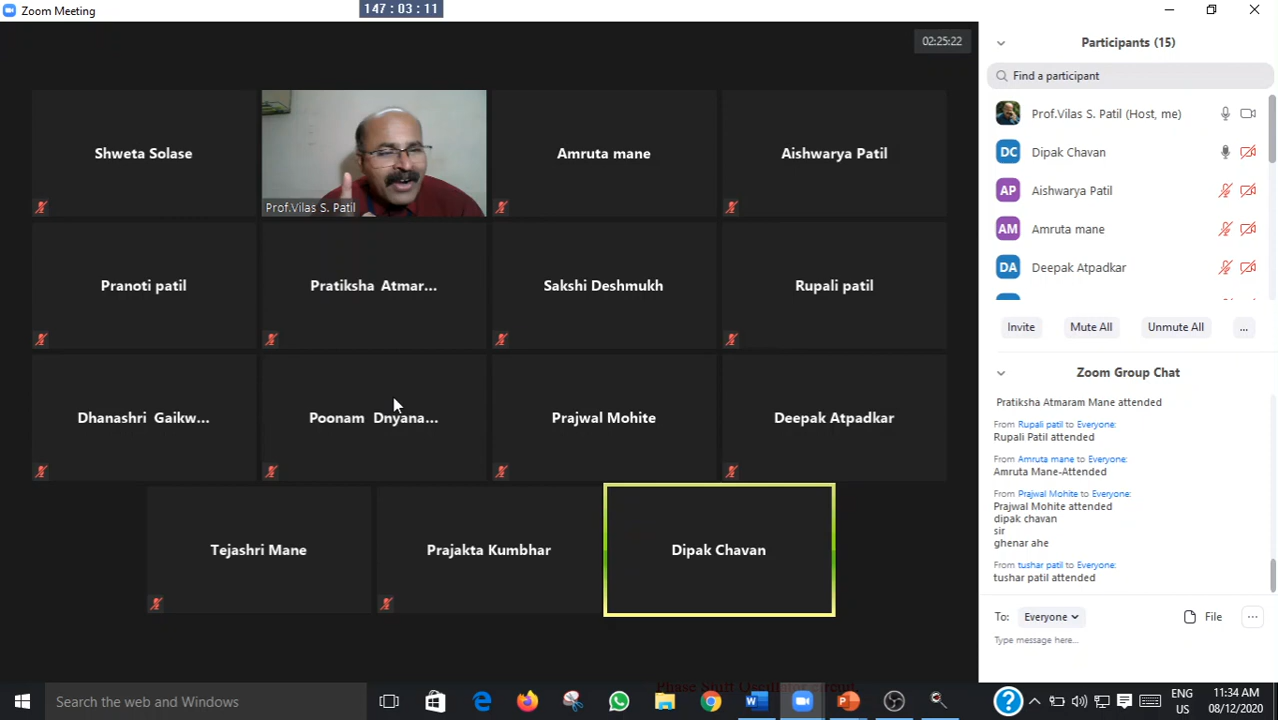 Zoom Meeting
147:03:11
02:25:22
Shweta Solase
Prof.Vilas S. Patil
Amruta mane
Aishwarya Patil
Pranoti patil
Pratiksha Atmar...
Sakshi Deshmukh
Rupali patil
Dhanashri Gaikw...
Poonam Dnyana...
Prajwal Mohite
Deepak Atpadkar
Tejashri Mane
Prajakta Kumbhar
Dipak Chavan
Participants (15)
Find a participant
Prof.Vilas S. Patil (Host, me)
DC Dipak Chavan
AP Aishwarya Patil
AM Amruta mane
DA Deepak Atpadkar
Invite Mute All Unmute All ...
Zoom Group Chat
Pratiksha Atmaram Mane attended
From Rupali patil to Everyone:
Rupali Patil attended
From Amruta mane to Everyone:
Amruta Mane-Attended
From Prajwal Mohite to Everyone:
Prajwal Mohite attended
dipak chavan
sir
ghenar ahe
From tushar patil to Everyone:
tushar patil attended
To: Everyone File ...
Type message here...
Search the web and Windows
Phase Shift Oscillator circuit
ENG
US
11:34 AM
08/12/2020